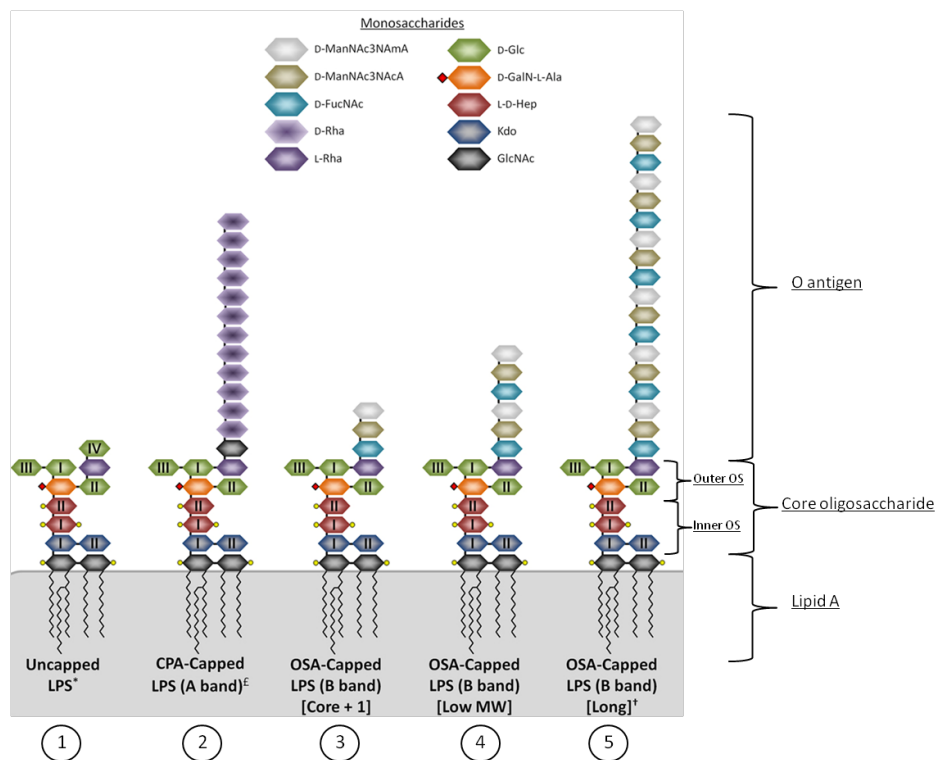 Monosaccharides
D-ManNAc3NAmA
D-ManNAc3NAcA
D-FucNAc
D-Rha
L-Rha
D-Glc
D-GalN-L-Ala
L-D-Hep
Kdo
GlcNAc
IV
III I
II
II
I
I II
III I
II
II
I
I II
III I
II
II
I
I II
III I
II
II
I
I II
III I
II
II
I
I II
O antigen
Outer OS
Core oligosaccharide
Inner OS
Lipid A
Uncapped
LPS*
CPA-Capped
LPS (A band)£
OSA-Capped
LPS (B band)
[Core + 1]
OSA-Capped
LPS (B band)
[Low MW]
OSA-Capped
LPS (B band)
[Long]†
1
2
3
4
5